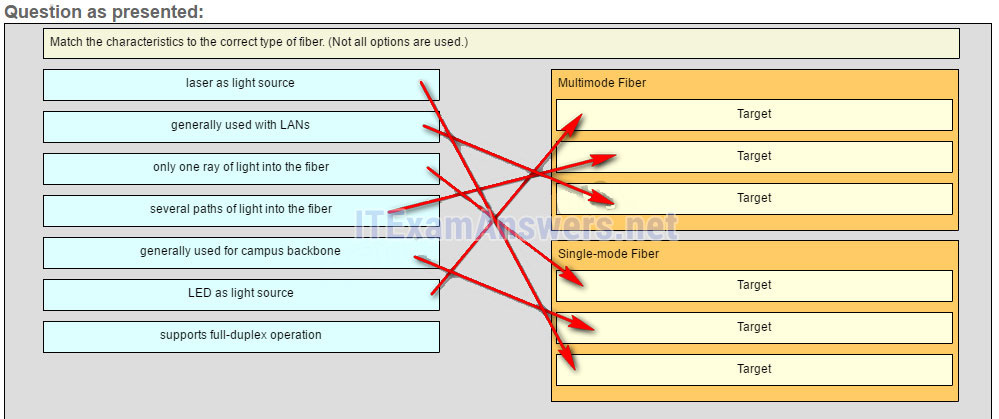 Question as presented:
Match the characteristics to the correct type of fiber. (Not all options are used.)
laser as light source
generally used with LANs
only one ray of light into the fiber
several paths of light into the fiber
generally used for campus backbone
LED as light source
supports full-duplex operation
Multimode Fiber
Target
Target
Target
Single-mode Fiber
Target
Target
Target
ITExamAnswers.net